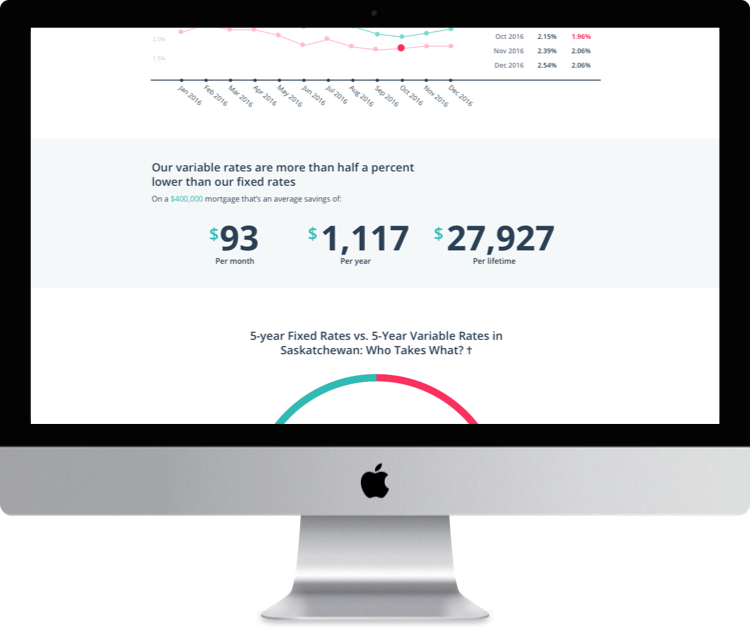 Oct 2016 2.15% 1.96%
2.0%
Nov 2016 2.39% 2.06%
1.5%
Dec 2016 2.54% 2.06%
Jan 2016 Feb 2016 Mar 2016 Apr 2016 May 2016 Jun 2016 Jul 2016 Aug 2016 Sep 2016 Oct 2016 Nov 2016 Dec 2016
Our variable rates are more than half a percent
lower than our fixed rates
On a $400,000 mortgage that's an average savings of:
$93 $1,117 $27,927
Per month Per year Per lifetime
5-year Fixed Rates vs. 5-Year Variable Rates in
Saskatchewan: Who Takes What? †